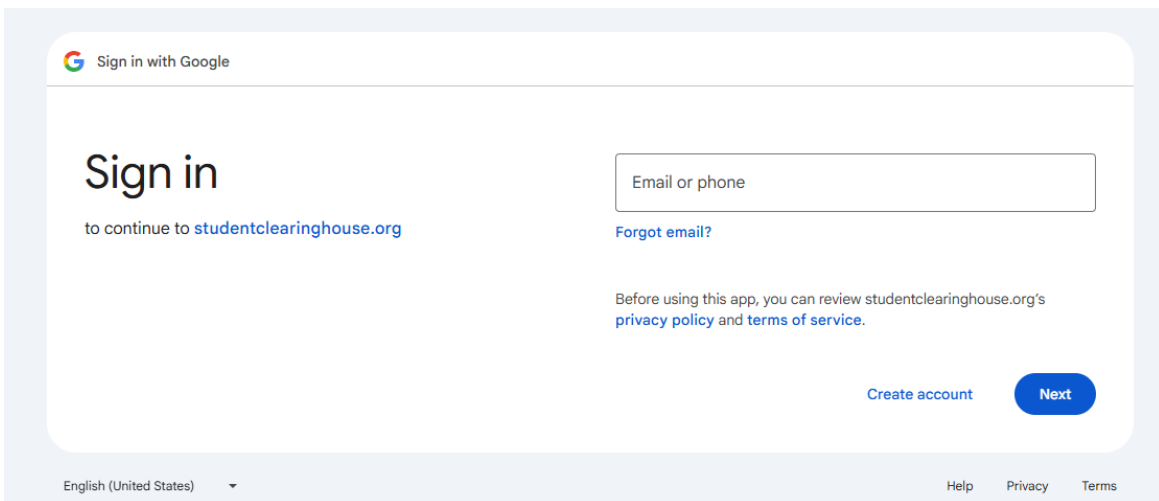 Sign in with Google
Sign in
to continue to studentclearinghouse.org
Email or phone
Forgot email?
Before using this app, you can review studentclearinghouse.org's
privacy policy and terms of service.
Create account
Next
English (United States)
Help
Privacy
Terms